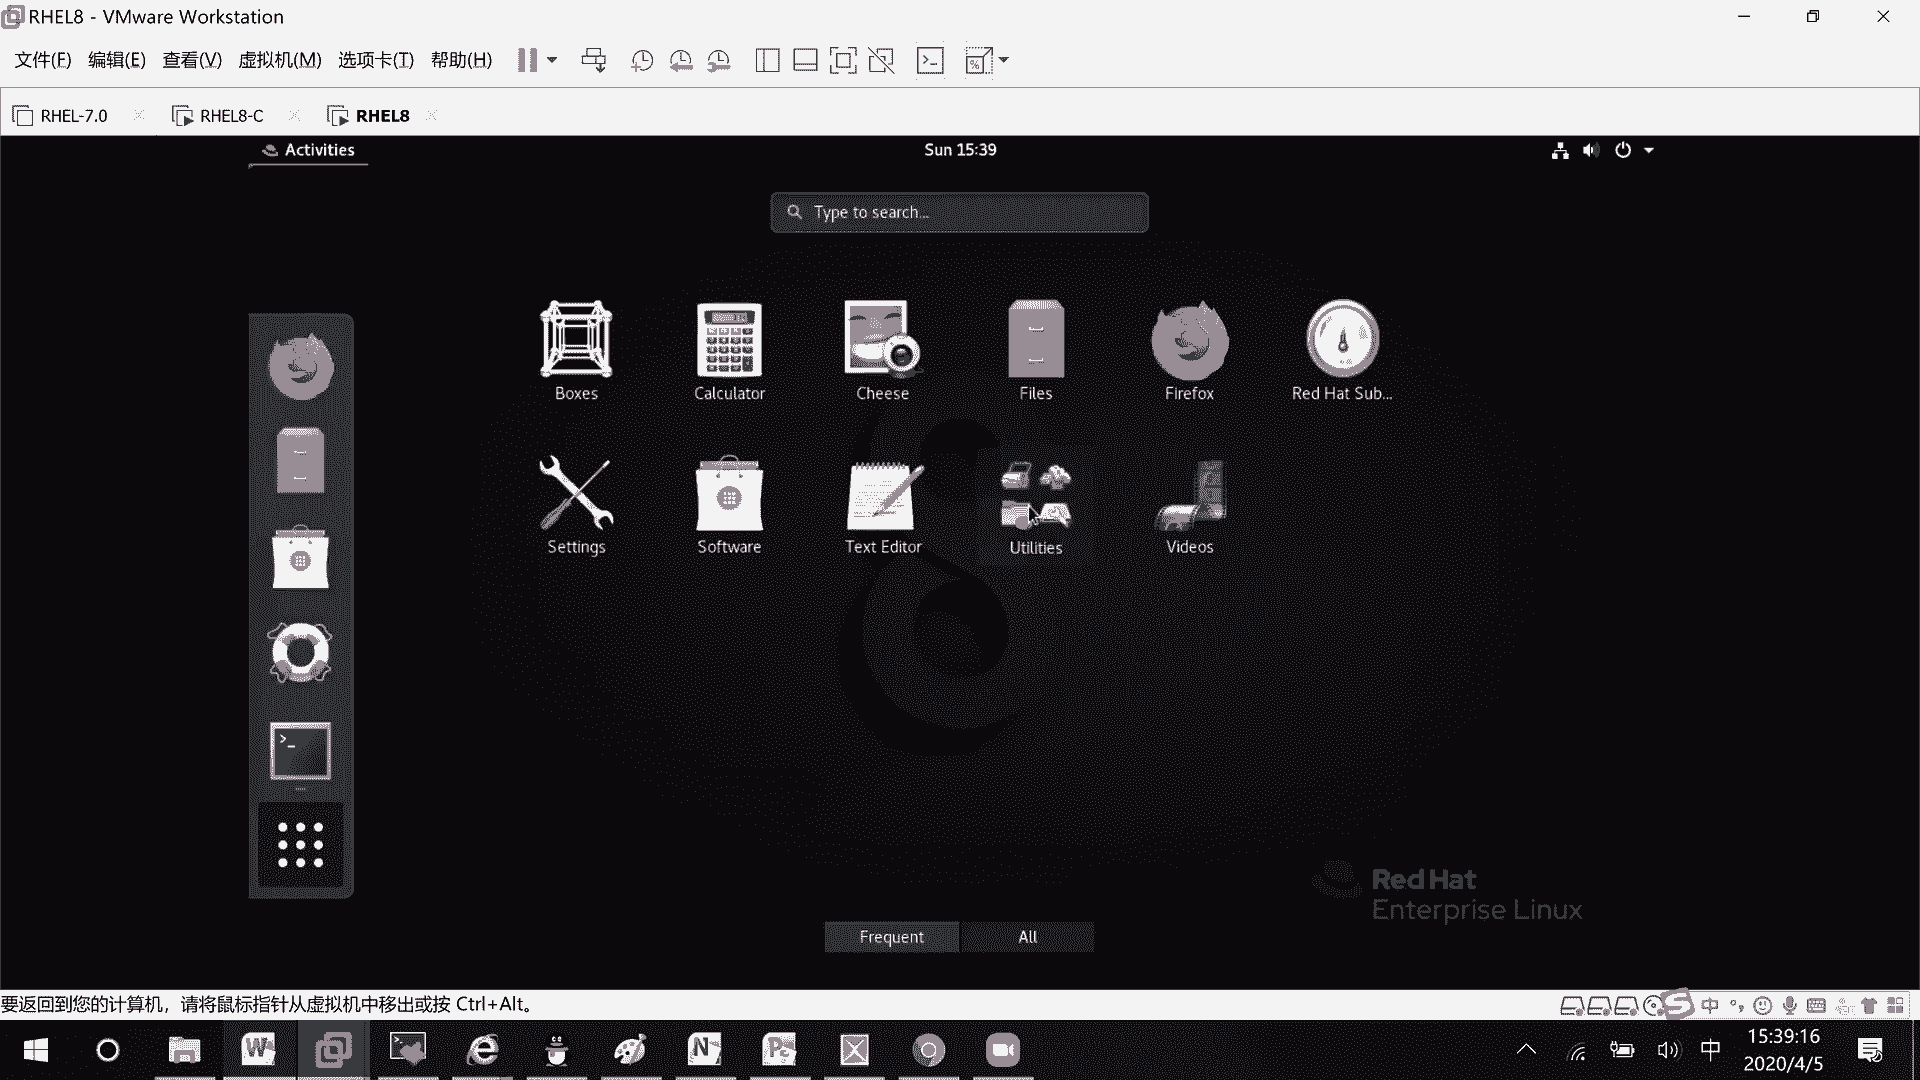 RHEL8 - VMware Workstation
文件(F) 编辑(E) 查看(V) 虚拟机(M) 选项卡(T) 帮助(H)
RHEL-7.0 RHEL8-C RHEL8
Activities Sun 15:39
Type to search...
Boxes Calculator Cheese Files Firefox Red Hat Sub...
Settings Software Text Editor Utilities Videos
Red Hat
Enterprise Linux
Frequent All
要返回到您的计算机，请将鼠标指针从虚拟机中移出或按 Ctrl+Alt。
中
中
15:39:16
2020/4/5